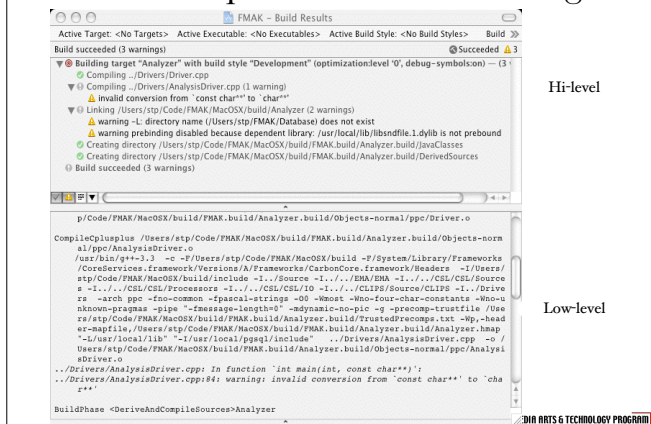 FMAK – Build Results
Active Target: <No Targets> Active Executable: <No Executables> Active Build Style: <No Build Styles> Build
Build succeeded (3 warnings) Succeeded 3
Building target “Analyzer” with build style “Development” (optimization:level ‘0’, debug-symbols:on) — (3
Compiling ../Drivers/Driver.cpp
Compiling ../Drivers/AnalysisDriver.cpp (1 warning)
invalid conversion from `const char**' to `char**'
Linking /Users/stp/Code/FMAK/MacOSX/build/Analyzer (2 warnings)
warning -L: directory name (/Users/stp/FMAK/Database) does not exist
warning prebinding disabled because dependent library: /usr/local/lib/libsndfile.1.dylib is not prebound
Creating directory /Users/stp/Code/FMAK/MacOSX/build/FMAK.build/Analyzer.build/JavaClasses
Creating directory /Users/stp/Code/FMAK/MacOSX/build/FMAK.build/Analyzer.build/DerivedSources
Build succeeded (3 warnings)
Hi-level
p/Code/FMAK/MacOSX/build/FMAK.build/Analyzer.build/Objects-normal/ppc/Driver.o
CompileCplusplus /Users/stp/Code/FMAK/MacOSX/build/FMAK.build/Analyzer.build/Objects-norm
al/ppc/AnalysisDriver.o
/usr/bin/g++-3.3 -c -F/Users/stp/Code/FMAK/MacOSX/build -F/System/Library/Frameworks
/CoreServices.framework/Versions/A/Frameworks/CarbonCore.framework/Headers -I/Users/
stp/Code/FMAK/MacOSX/build/include -I../Source -I../../EMA/EMA -I../../CSL/CSL/Source
s -I../../CSL/CSL/Processors -I../../CSL/CSL/IO -I../../CLIPS/Source/CLIPS -I../Drive
rs -arch ppc -fno-common -fpascal-strings -O0 -Wmost -Wno-four-char-constants -Wno-u
nknown-pragmas -pipe "-fmessage-length=0" -mdynamic-no-pic -g -precomp-trustfile /Use
rs/stp/Code/FMAK/MacOSX/build/FMAK.build/Analyzer.build/TrustedPrecomps.txt -Wp,-head
er-mapfile,/Users/stp/Code/FMAK/MacOSX/build/FMAK.build/Analyzer.build/Analyzer.hmap
"-L/usr/local/lib" "-I/usr/local/pgsql/include" ../Drivers/AnalysisDriver.cpp -o /
Users/stp/Code/FMAK/MacOSX/build/FMAK.build/Analyzer.build/Objects-normal/ppc/Analysi
sDriver.o
../Drivers/AnalysisDriver.cpp: In function `int main(int, const char**)':
../Drivers/AnalysisDriver.cpp:84: warning: invalid conversion from `const char**' to `cha
r**'
Low-level
BuildPhase <DeriveAndCompileSources>Analyzer
EDIA ARTS & TECHNOLOGY PROGRAM